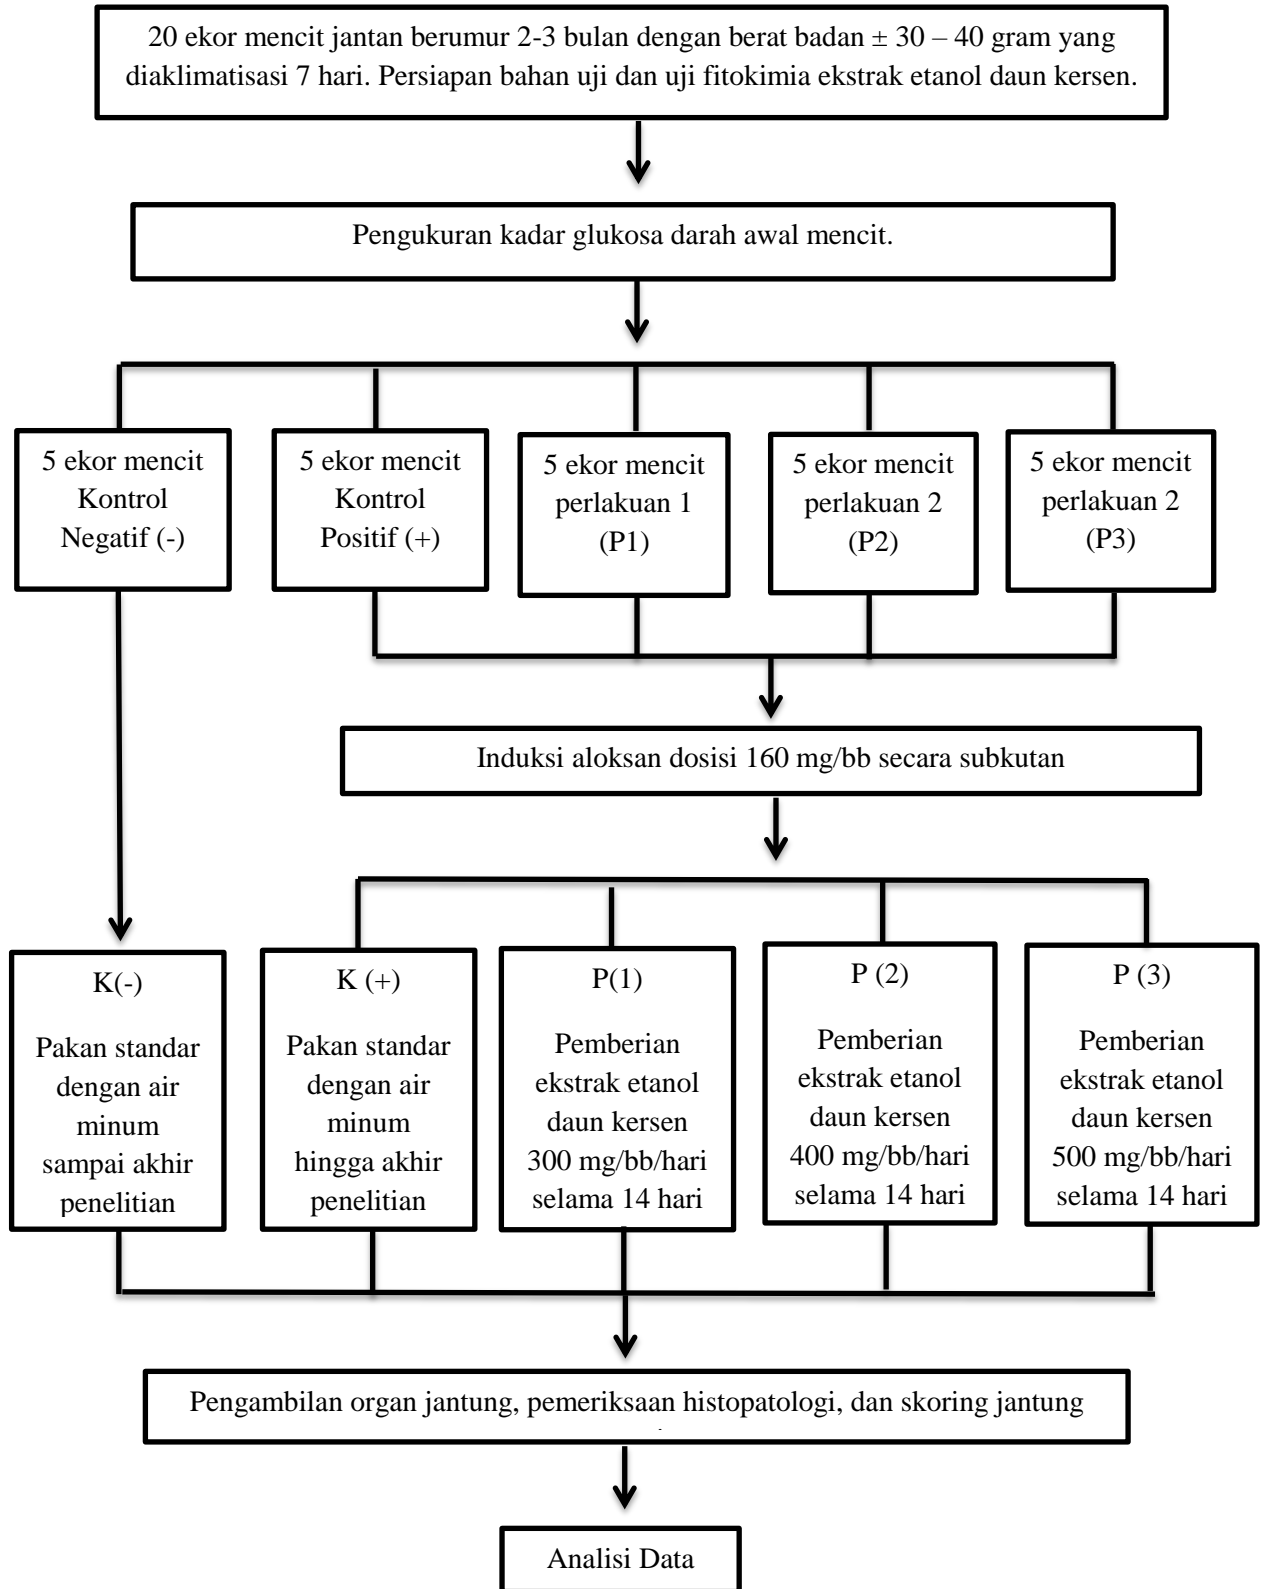 20 ekor mencit jantan berumur 2-3 bulan dengan berat badan ± 30 – 40 gram yang
diaklimatisasi 7 hari. Persiapan bahan uji dan uji fitokimia ekstrak etanol daun kersen.
Pengukuran kadar glukosa darah awal mencit.
5 ekor mencit
Kontrol
Negatif (-)
5 ekor mencit
Kontrol
Positif (+)
5 ekor mencit
perlakuan 1
(P1)
5 ekor mencit
perlakuan 2
(P2)
5 ekor mencit
perlakuan 2
(P3)
Induksi aloksan dosisi 160 mg/bb secara subkutan
K(-)
Pakan standar
dengan air
minum
sampai akhir
penelitian
K (+)
Pakan standar
dengan air
minum
hingga akhir
penelitian
P(1)
Pemberian
ekstrak etanol
daun kersen
300 mg/bb/hari
selama 14 hari
P (2)
Pemberian
ekstrak etanol
daun kersen
400 mg/bb/hari
selama 14 hari
P (3)
Pemberian
ekstrak etanol
daun kersen
500 mg/bb/hari
selama 14 hari
Pengambilan organ jantung, pemeriksaan histopatologi, dan skoring jantung
Analisi Data